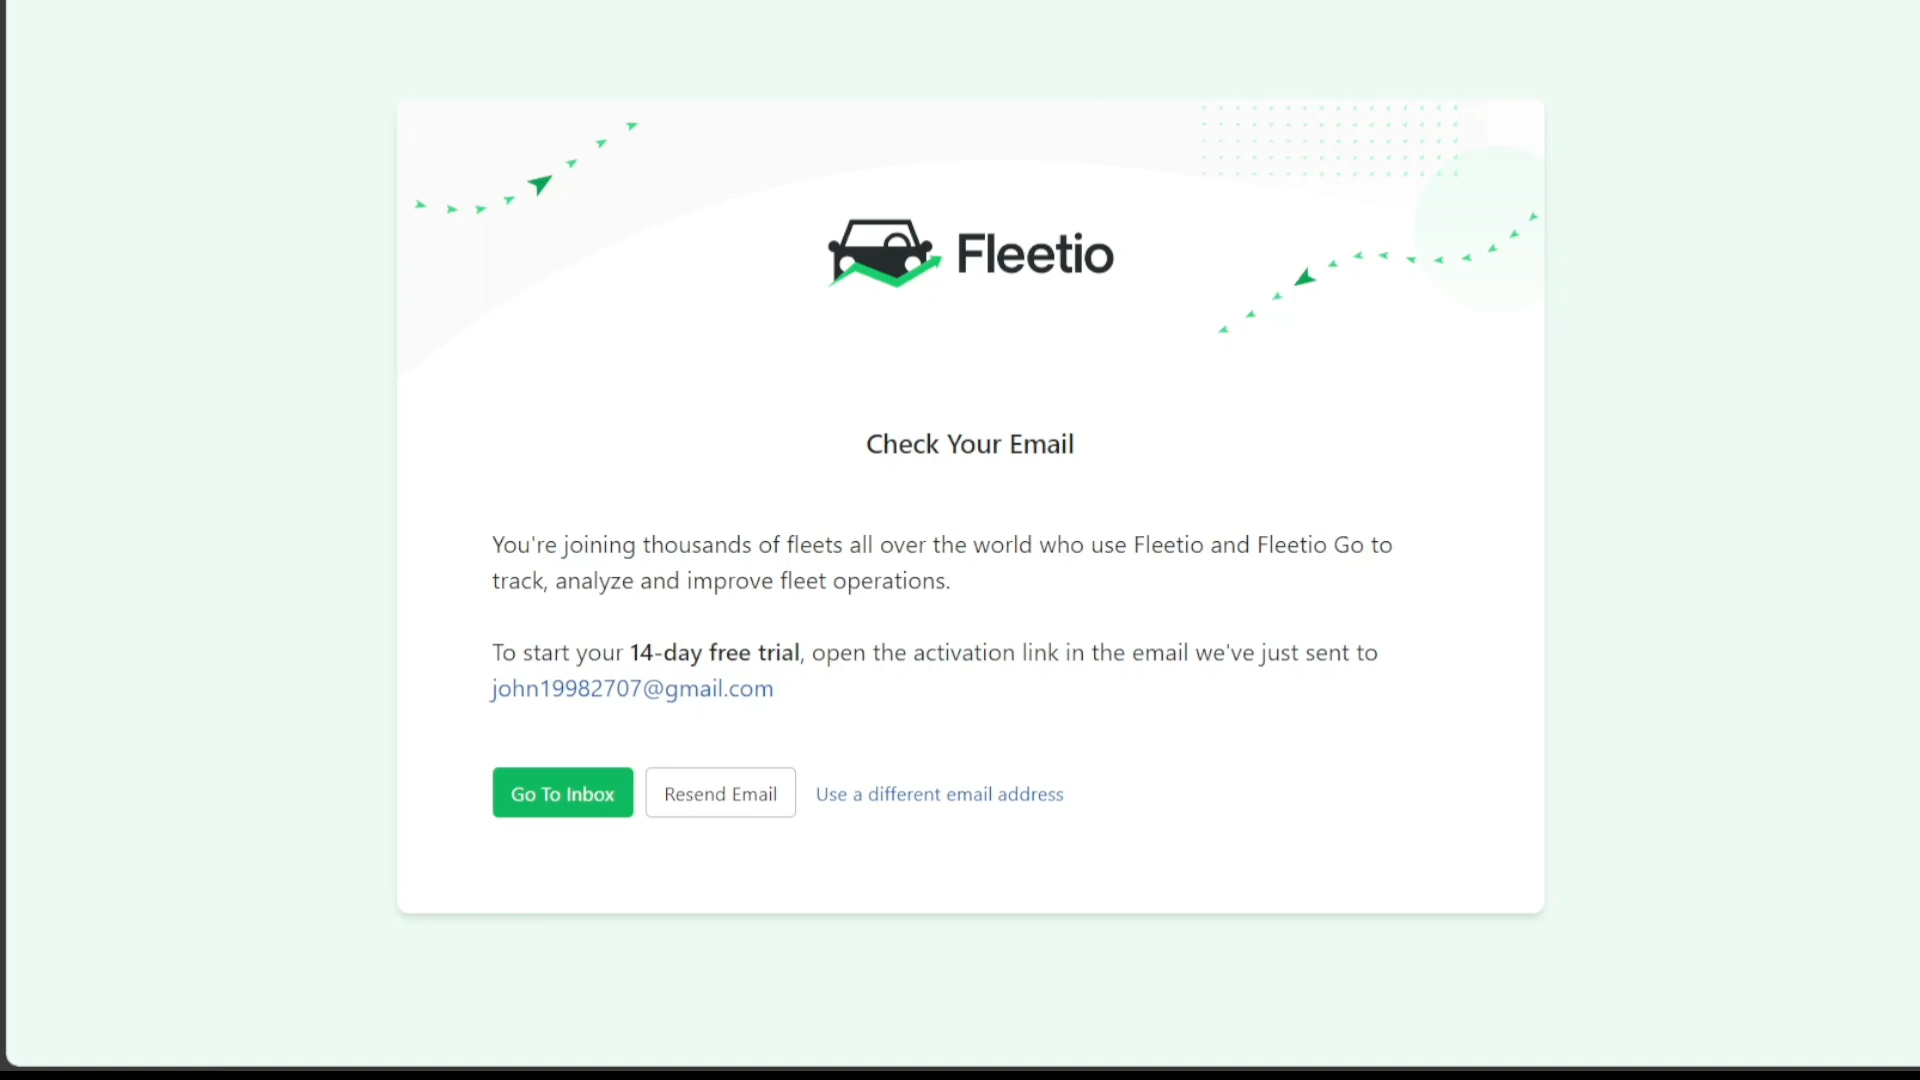 Fleetio
Check Your Email
You're joining thousands of fleets all over the world who use Fleetio and Fleetio Go to
track, analyze and improve fleet operations.
To start your 14-day free trial, open the activation link in the email we've just sent to
john19982707@gmail.com
Go To Inbox
Resend Email
Use a different email address